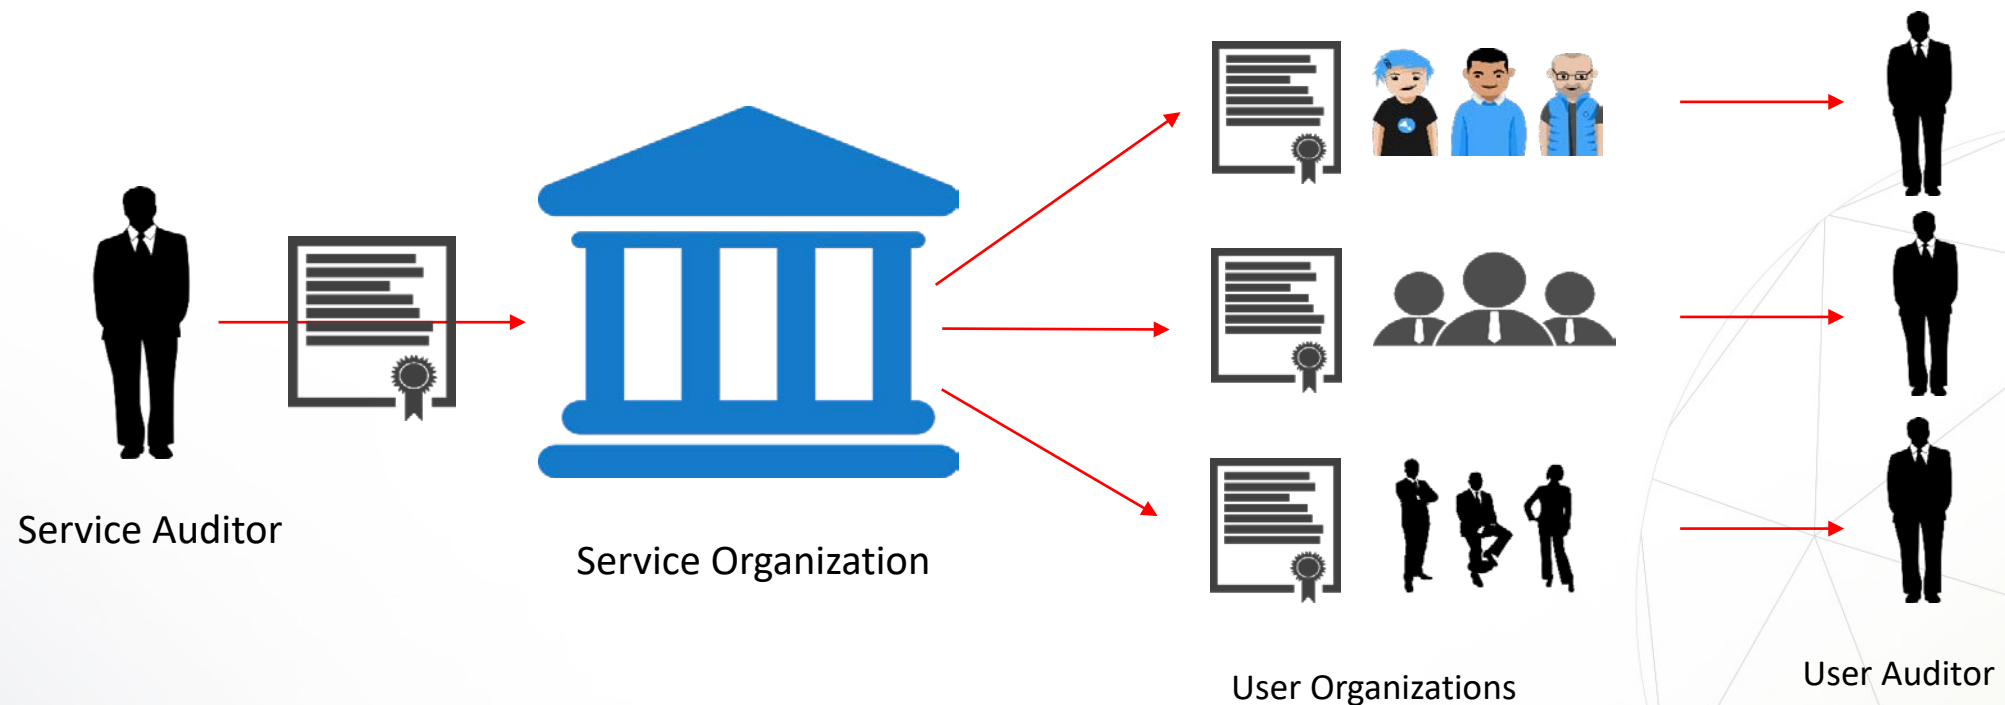 Service Auditor
Service Organization
User Organizations
User Auditor